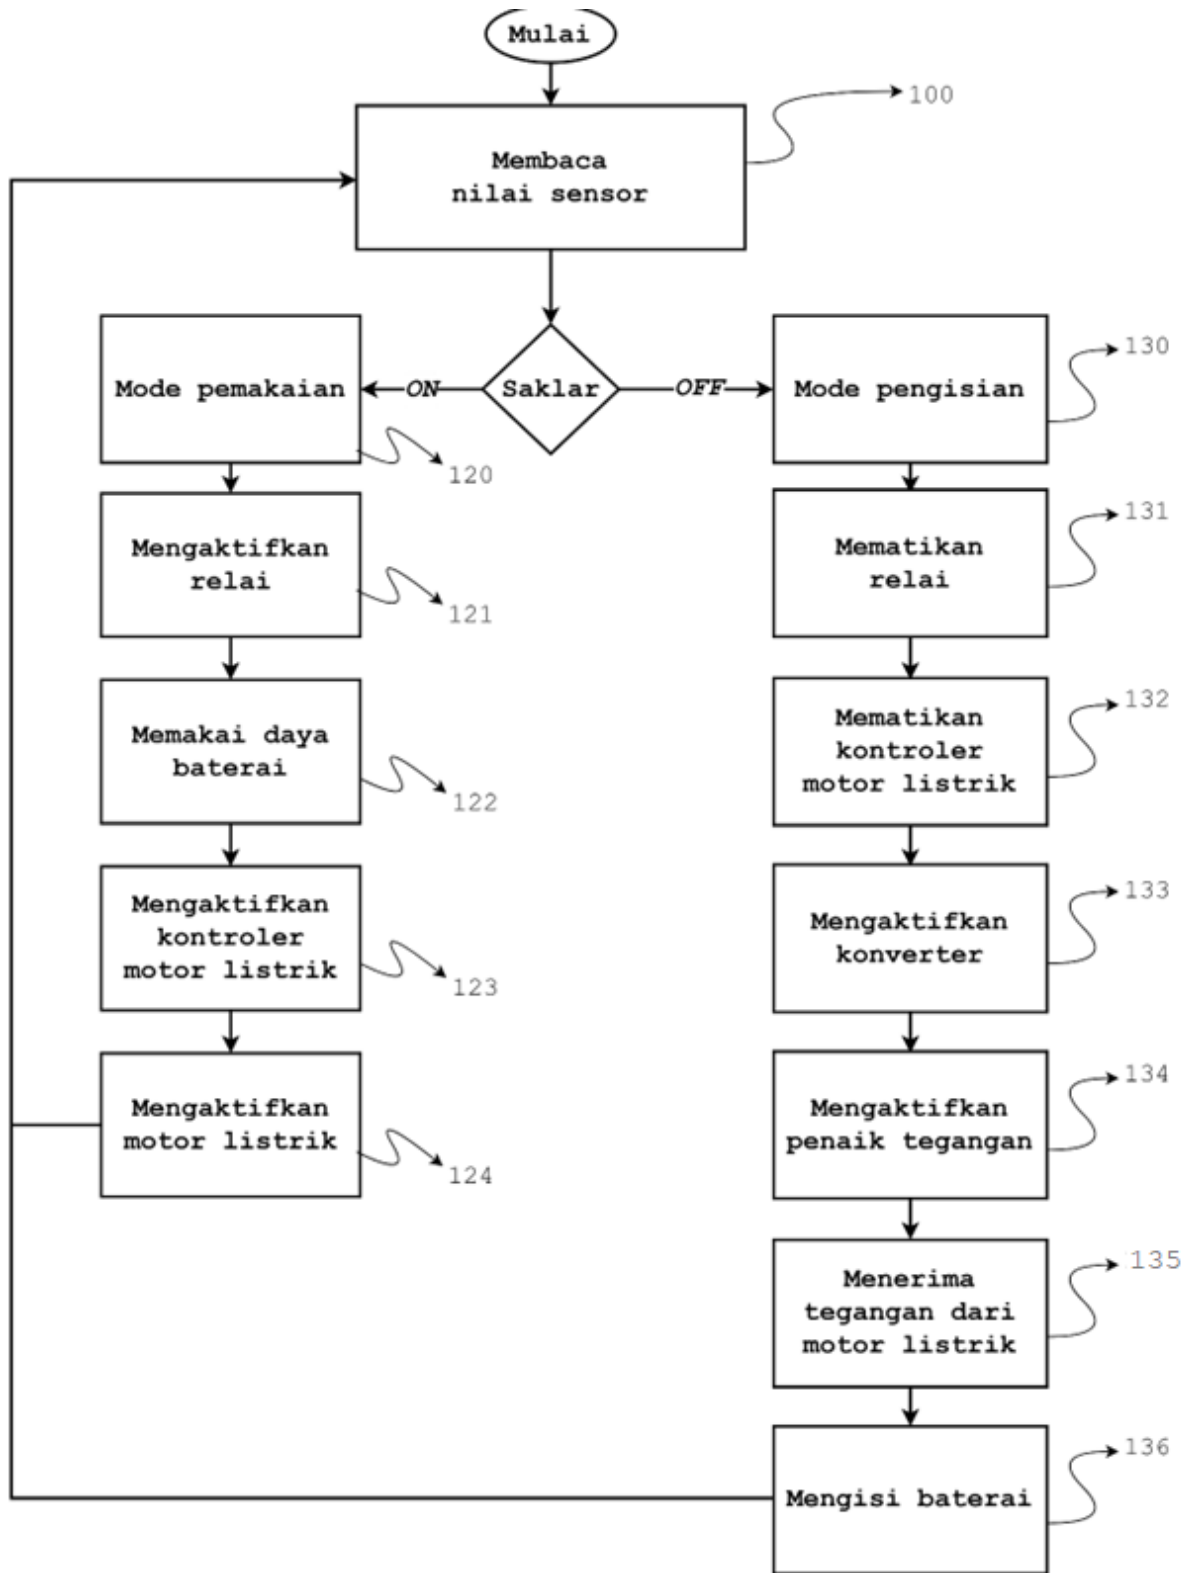 Mulai
100
Membaca
nilai sensor
Mode pemakaian
ON
Saklar
OFF
Mode pengisian
130
120
Mengaktifkan
relai
121
Mematikan
relai
131
Memakai daya
baterai
122
Mematikan
kontroler
motor listrik
132
Mengaktifkan
kontroler
motor listrik
123
Mengaktifkan
konverter
133
Mengaktifkan
motor listrik
124
Mengaktifkan
penaik tegangan
134
Menerima
tegangan dari
motor listrik
135
Mengisi baterai
136